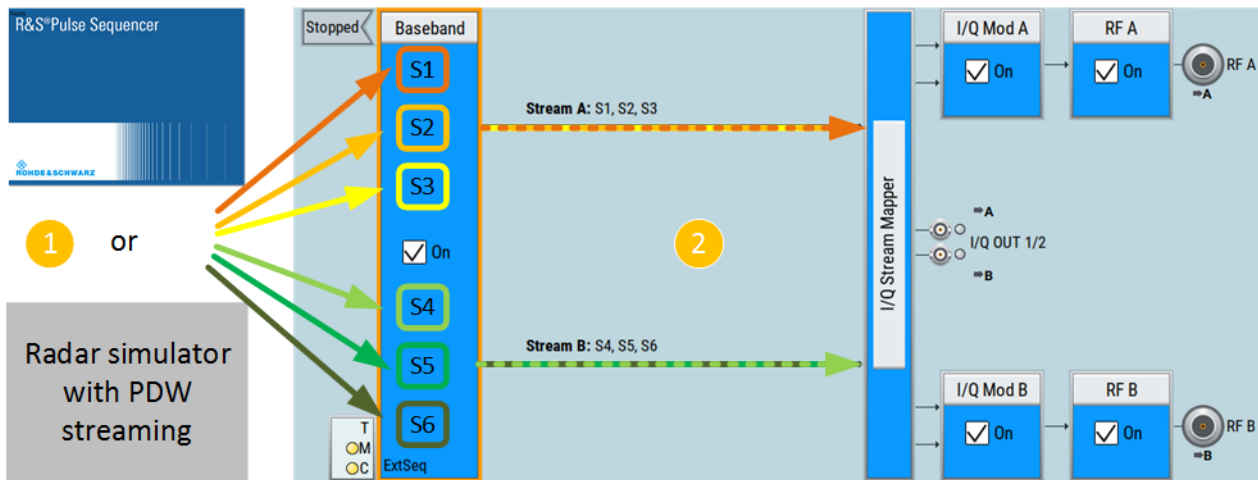 R&S®Pulse Sequencer
ROHDE & SCHWARZ
1
or
Radar simulator
with PDW
streaming
Stopped
Baseband
S1
S2
S3
On
S4
S5
S6
T
M
C
ExtSeq
Stream A: S1, S2, S3
2
Stream B: S4, S5, S6
I/Q Stream Mapper
I/Q Mod A
On
RF A
On
RF A
A
A
I/Q OUT 1/2
B
I/Q Mod B
On
RF B
On
RF B
B